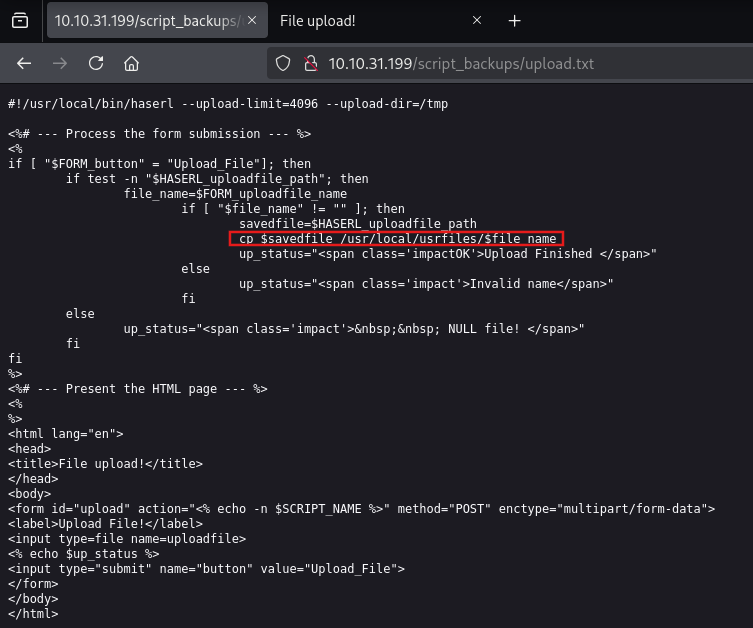 10.10.31.199/script_backups/
File upload!
10.10.31.199/script_backups/upload.txt
#!/usr/local/bin/haserl --upload-limit=4096 --upload-dir=/tmp
<%# --- Process the form submission --- %>
<%
if [ "$FORM_button" = "Upload_File"]; then
if test -n "$HASERL_uploadfile_path"; then
file_name=$FORM_uploadfile_name
if [ "$file_name" != "" ]; then
savedfile=$HASERL_uploadfile_path
cp $savedfile /usr/local/usrfiles/$file_name
up_status="<span class='impactOK'>Upload Finished </span>"
else
up_status="<span class='impact'>Invalid name</span>"
fi
else
up_status="<span class='impact'>&nbsp;&nbsp; NULL file! </span>"
fi
fi
%>
<%# --- Present the HTML page --- %>
<%
%>
<html lang="en">
<head>
<title>File upload!</title>
</head>
<body>
<form id="upload" action="<% echo -n $SCRIPT_NAME %>" method="POST" enctype="multipart/form-data">
<label>Upload File!</label>
<input type=file name=uploadfile>
<% echo $up_status %>
<input type="submit" name="button" value="Upload_File">
</form>
</body>
</html>